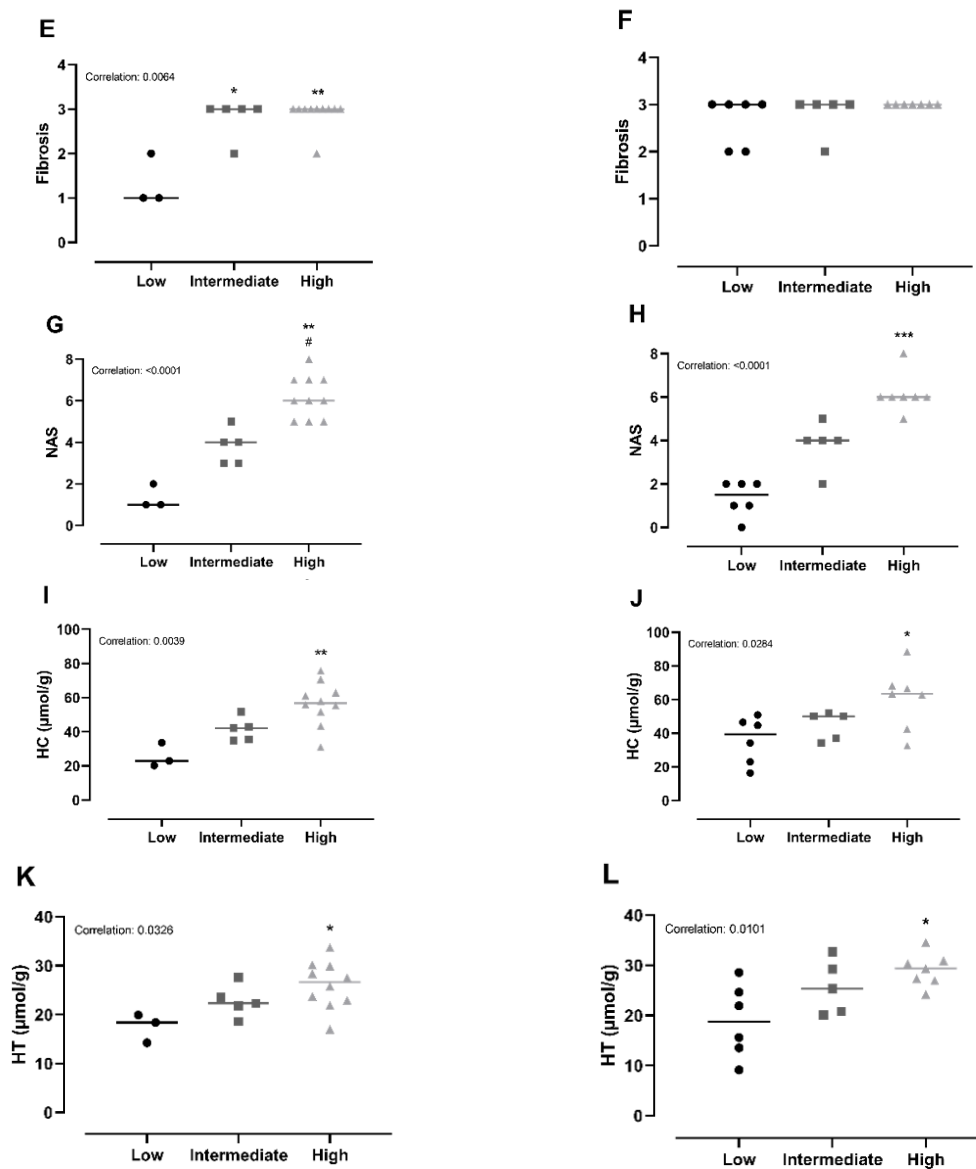 E
Correlation: 0.0064
*
**
4
3
2
1
0
Fibrosis
Low Intermediate High
F
4
3
2
1
0
Fibrosis
Low Intermediate High
G
Correlation: <0.0001
**
#
8
6
4
2
0
NAS
Low Intermediate High
H
Correlation: <0.0001
***
8
6
4
2
0
NAS
Low Intermediate High
I
Correlation: 0.0039
**
100
80
60
40
20
0
HC (µmol/g)
Low Intermediate High
J
Correlation: 0.0284
*
100
80
60
40
20
0
HC (µmol/g)
Low Intermediate High
K
Correlation: 0.0326
*
40
30
20
10
0
HT (µmol/g)
Low Intermediate High
L
Correlation: 0.0101
*
40
30
20
10
0
HT (µmol/g)
Low Intermediate High